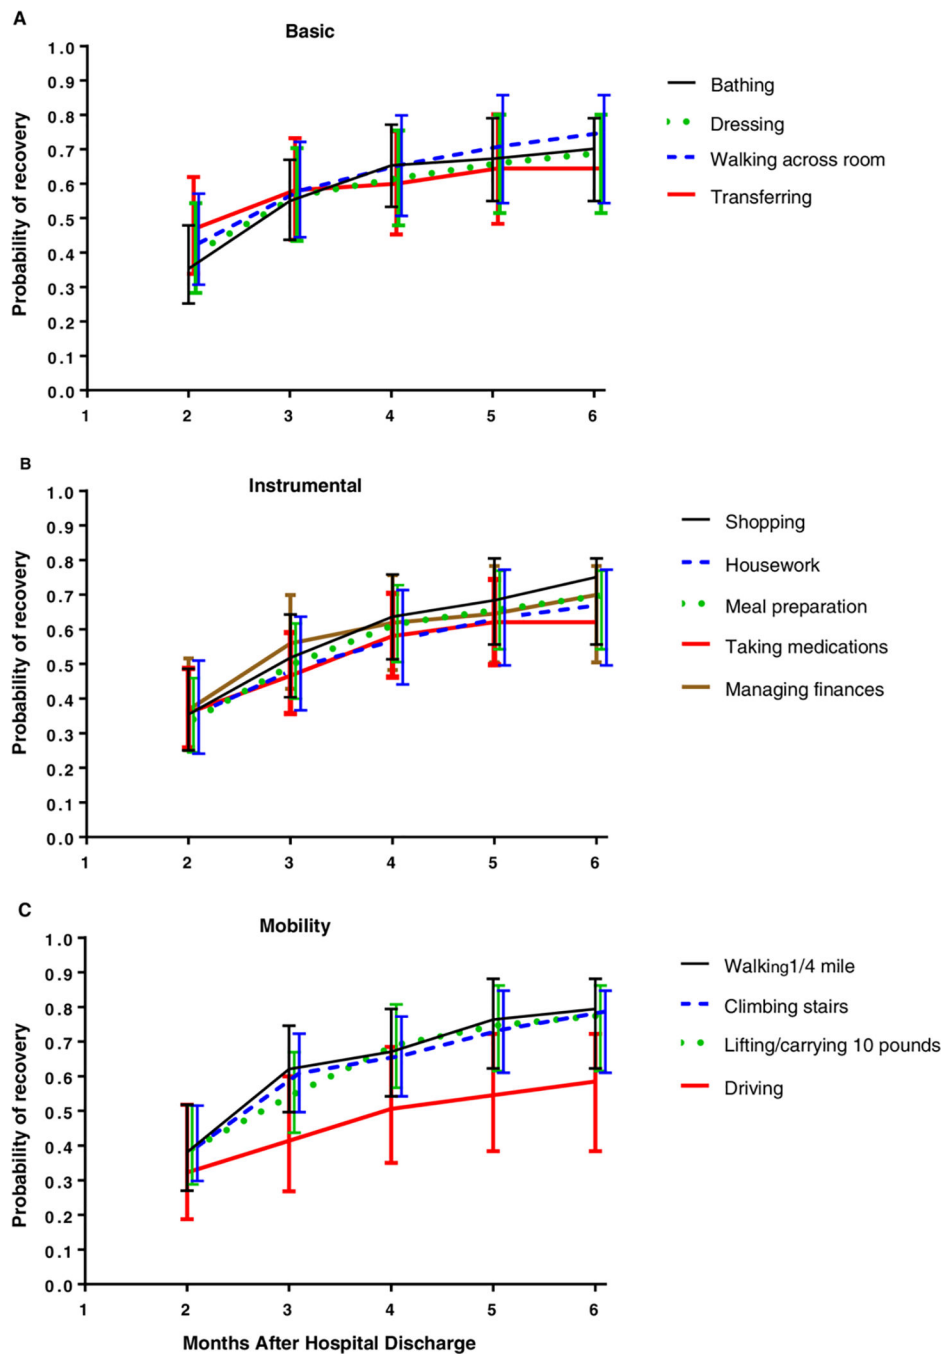 A
Basic
1.0
0.9
0.8
0.7
0.6
0.5
0.4
0.3
0.2
0.1
0.0
Probability of recovery
1 2 3 4 5 6
Bathing
Dressing
Walking across room
Transferring
B
Instrumental
1.0
0.9
0.8
0.7
0.6
0.5
0.4
0.3
0.2
0.1
0.0
Probability of recovery
1 2 3 4 5 6
Shopping
Housework
Meal preparation
Taking medications
Managing finances
C
Mobility
1.0
0.9
0.8
0.7
0.6
0.5
0.4
0.3
0.2
0.1
0.0
Probability of recovery
1 2 3 4 5 6
Months After Hospital Discharge
Walking1/4 mile
Climbing stairs
Lifting/carrying 10 pounds
Driving